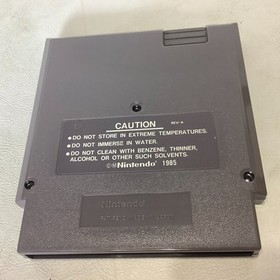 CAUTION REV-A
• DO NOT STORE IN EXTREME TEMPERATURES.
• DO NOT IMMERSE IN WATER.
• DO NOT CLEAN WITH BENZENE, THINNER,
ALCOHOL OR OTHER SUCH SOLVENTS.
©Nintendo® 1985
Nintendo